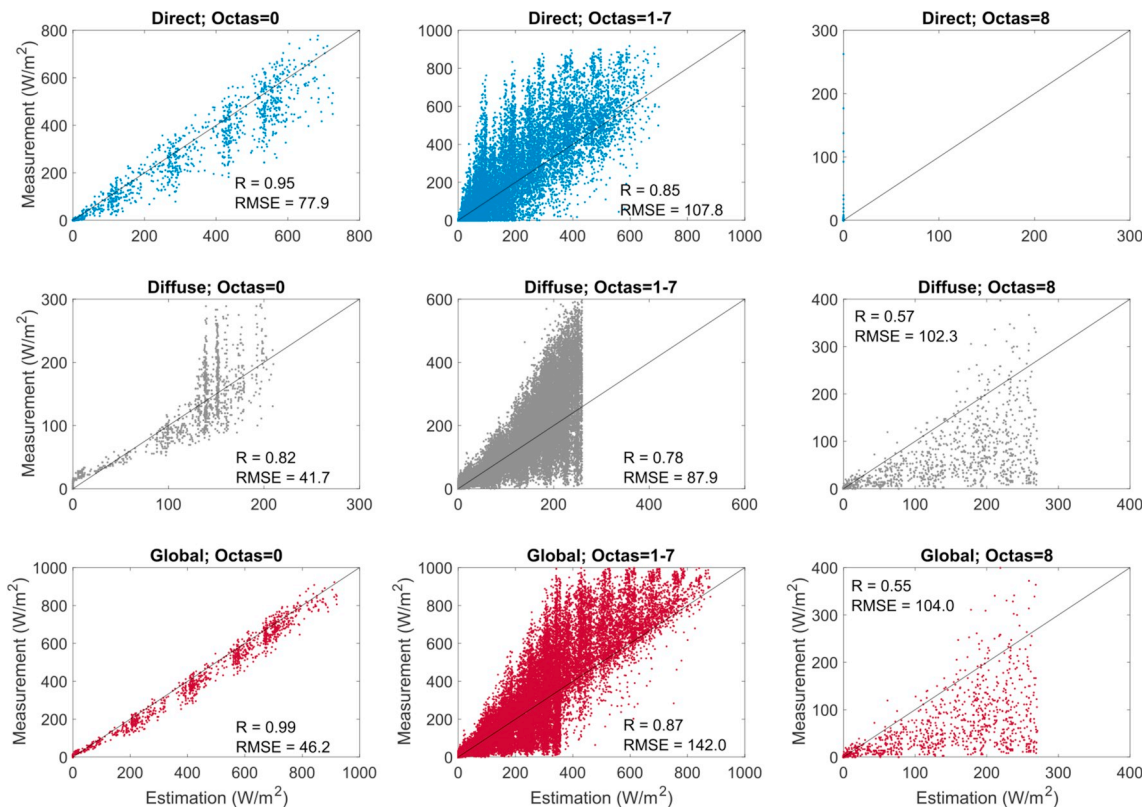 Direct; Octas=0
Measurement (W/m²)
800
600
400
200
0
0 200 400 600 800
R = 0.95
RMSE = 77.9
Direct; Octas=1-7
1000
800
600
400
200
0
0 200 400 600 800 1000
R = 0.85
RMSE = 107.8
Direct; Octas=8
300
200
100
0
0 100 200 300
Diffuse; Octas=0
Measurement (W/m²)
300
200
100
0
0 100 200 300
R = 0.82
RMSE = 41.7
Diffuse; Octas=1-7
600
400
200
0
0 200 400 600
R = 0.78
RMSE = 87.9
Diffuse; Octas=8
Measurement (W/m²)
400
300
200
100
0
0 100 200 300 400
R = 0.57
RMSE = 102.3
Global; Octas=0
Measurement (W/m²)
1000
800
600
400
200
0
0 200 400 600 800 1000
Estimation (W/m²)
R = 0.99
RMSE = 46.2
Global; Octas=1-7
Measurement (W/m²)
1000
800
600
400
200
0
0 200 400 600 800 1000
Estimation (W/m²)
R = 0.87
RMSE = 142.0
Global; Octas=8
Measurement (W/m²)
400
300
200
100
0
0 100 200 300 400
Estimation (W/m²)
R = 0.55
RMSE = 104.0